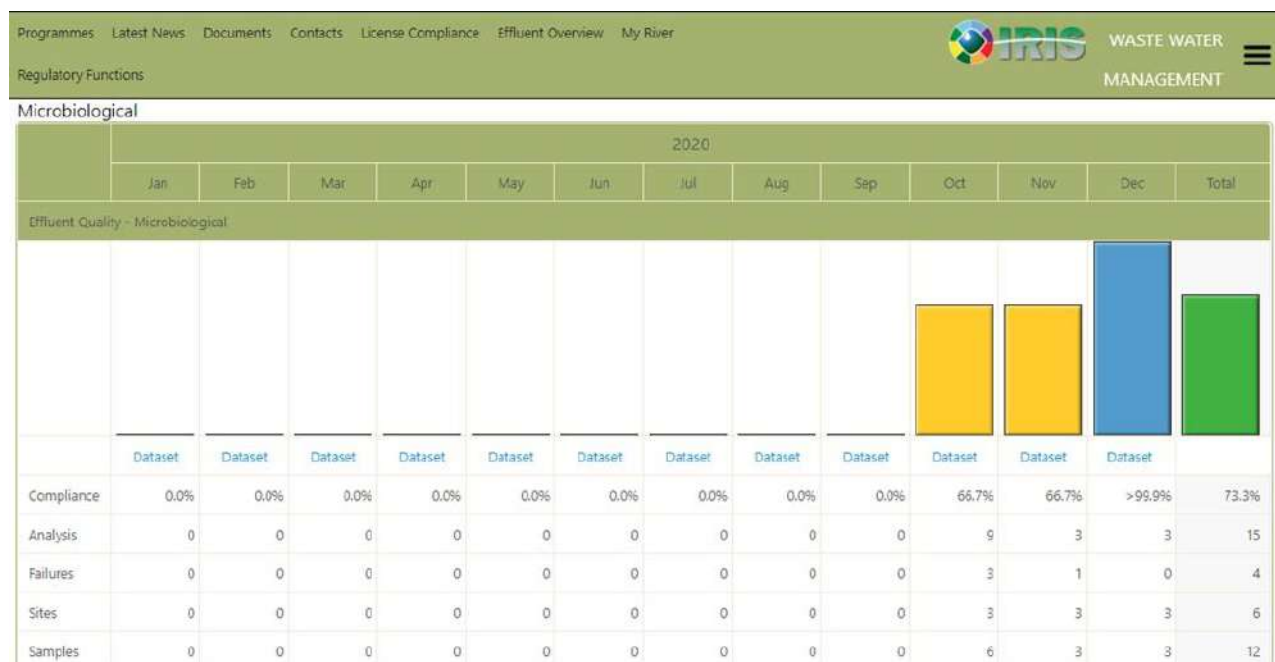 Programmes Latest News Documents Contacts License Compliance Effluent Overview My River
Regulatory Functions
IRIS
WASTE WATER
MANAGEMENT
Microbiological
2020
Jan Feb Mar Apr May Jun Jul Aug Sep Oct Nov Dec Total
Effluent Quality - Microbiological
Dataset Dataset Dataset Dataset Dataset Dataset Dataset Dataset Dataset Dataset Dataset Dataset
Compliance 0.0% 0.0% 0.0% 0.0% 0.0% 0.0% 0.0% 0.0% 0.0% 66.7% 66.7% >99.9% 73.3%
Analysis 0 0 0 0 0 0 0 0 0 9 3 3 15
Failures 0 0 0 0 0 0 0 0 0 3 1 0 4
Sites 0 0 0 0 0 0 0 0 0 3 3 3 6
Samples 0 0 0 0 0 0 0 0 0 6 3 3 12